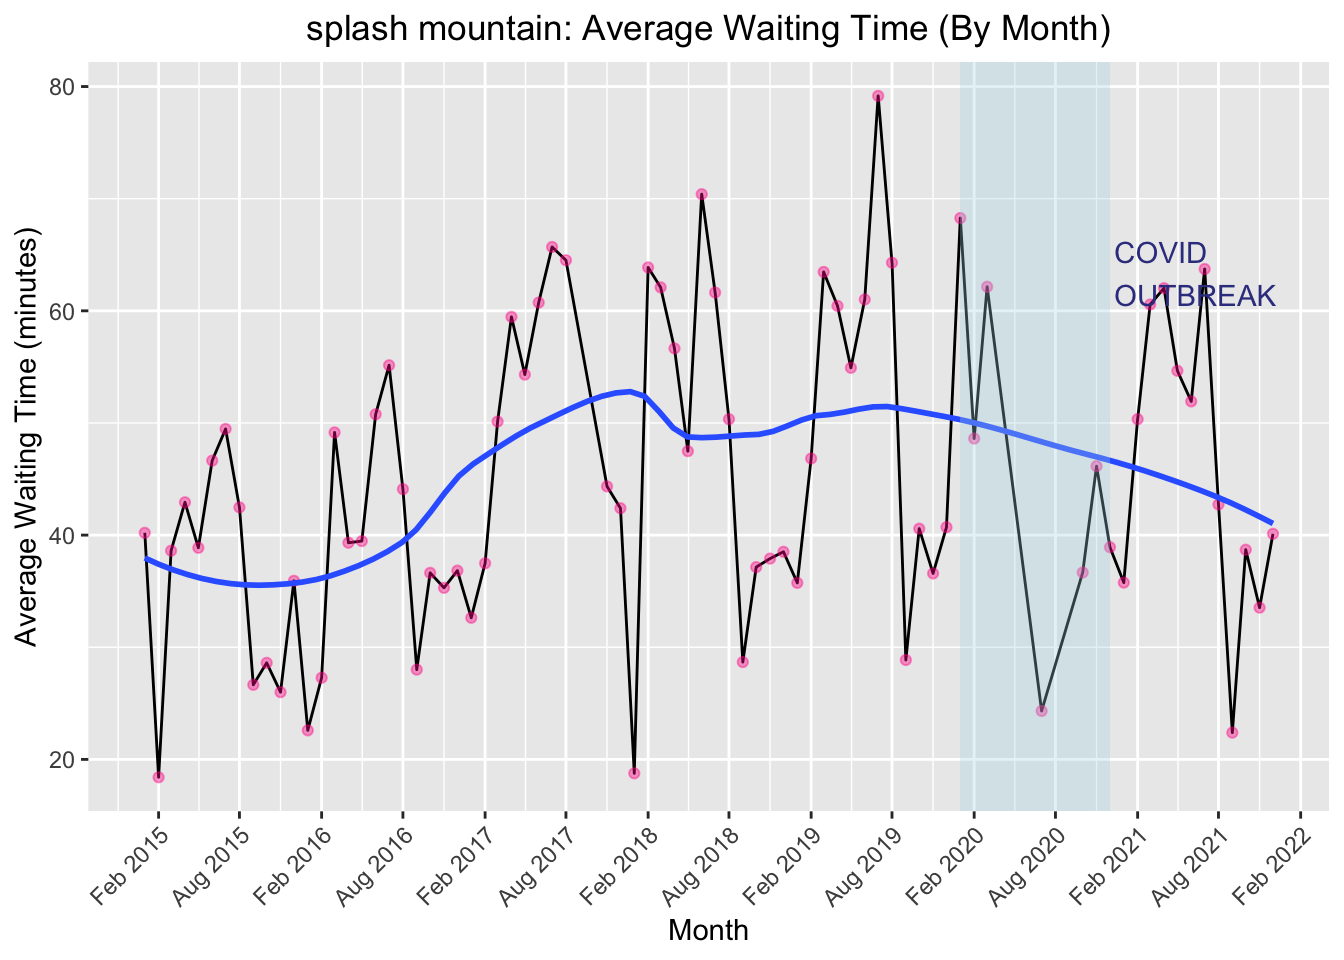 splash mountain: Average Waiting Time (By Month)
Average Waiting Time (minutes)
80
60
40
20
COVID
OUTBREAK
Feb 2015
Aug 2015
Feb 2016
Aug 2016
Feb 2017
Aug 2017
Feb 2018
Aug 2018
Feb 2019
Aug 2019
Feb 2020
Aug 2020
Feb 2021
Aug 2021
Feb 2022
Month